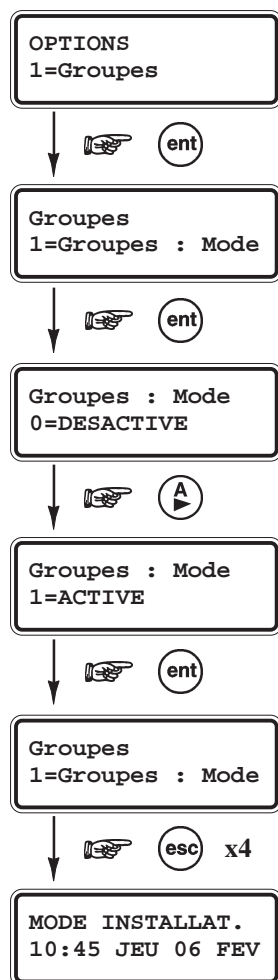 OPTIONS
1=Groupes
ent
Groupes
1=Groupes : Mode
ent
Groupes : Mode
0=DESACTIVE
A
Groupes : Mode
1=ACTIVE
ent
Groupes
1=Groupes : Mode
esc x4
MODE INSTALLAT.
10:45 JEU 06 FEV